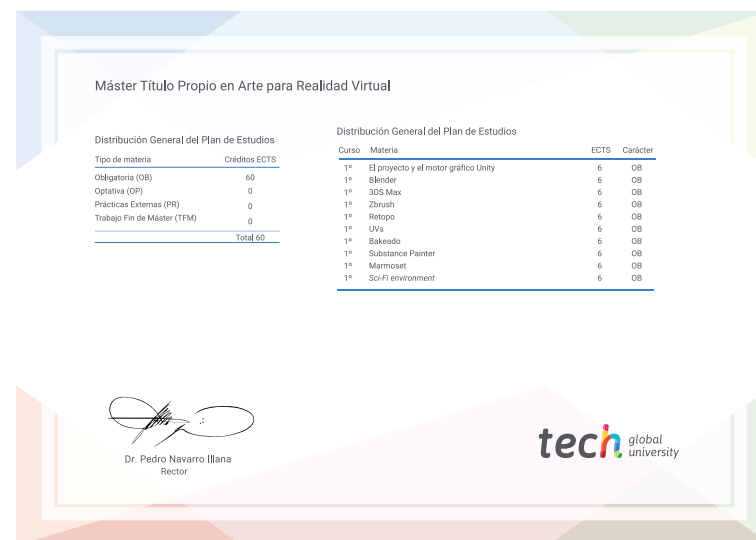 Máster Título Propio en Arte para Realidad Virtual
Distribución General del Plan de Estudios
Tipo de materia Créditos ECTS
Obligatoria (OB) 60
Optativa (OP) 0
Prácticas Externas (PR) 0
Trabajo Fin de Máster (TFM) 0
Total 60
Distribución General del Plan de Estudios
Curso Materia ECTS Carácter
1º El proyecto y el motor gráfico Unity 6 OB
1º Blender 6 OB
1º 3DS Max 6 OB
1º Zbrush 6 OB
1º Retopo 6 OB
1º UVs 6 OB
1º Bakeado 6 OB
1º Substance Painter 6 OB
1º Marmoset 6 OB
1º Sci-Fi environment 6 OB
Dr. Pedro Navarro Illana
Rector
tech global
university